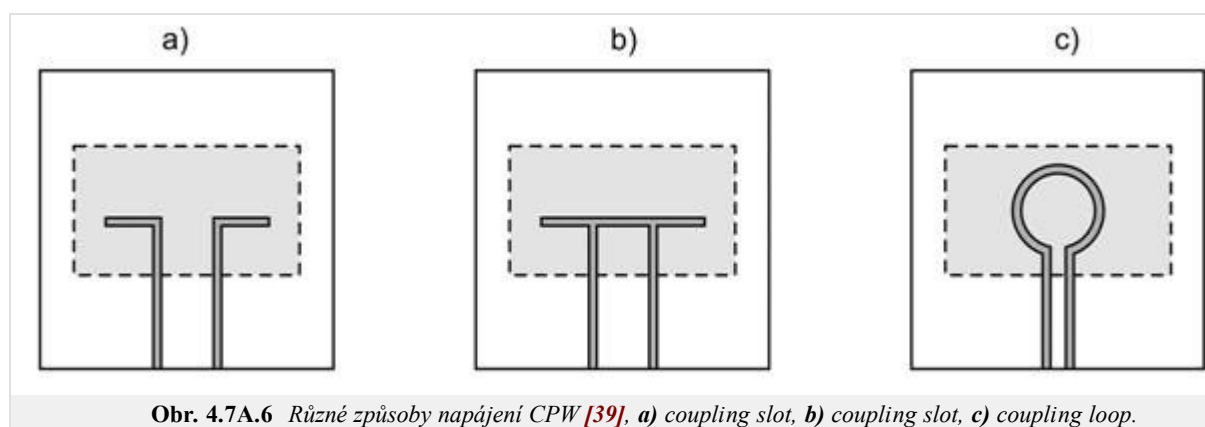 a) b) c)
Obr. 4.7A.6 Různé způsoby napájení CPW [39], a) coupling slot, b) coupling slot, c) coupling loop.